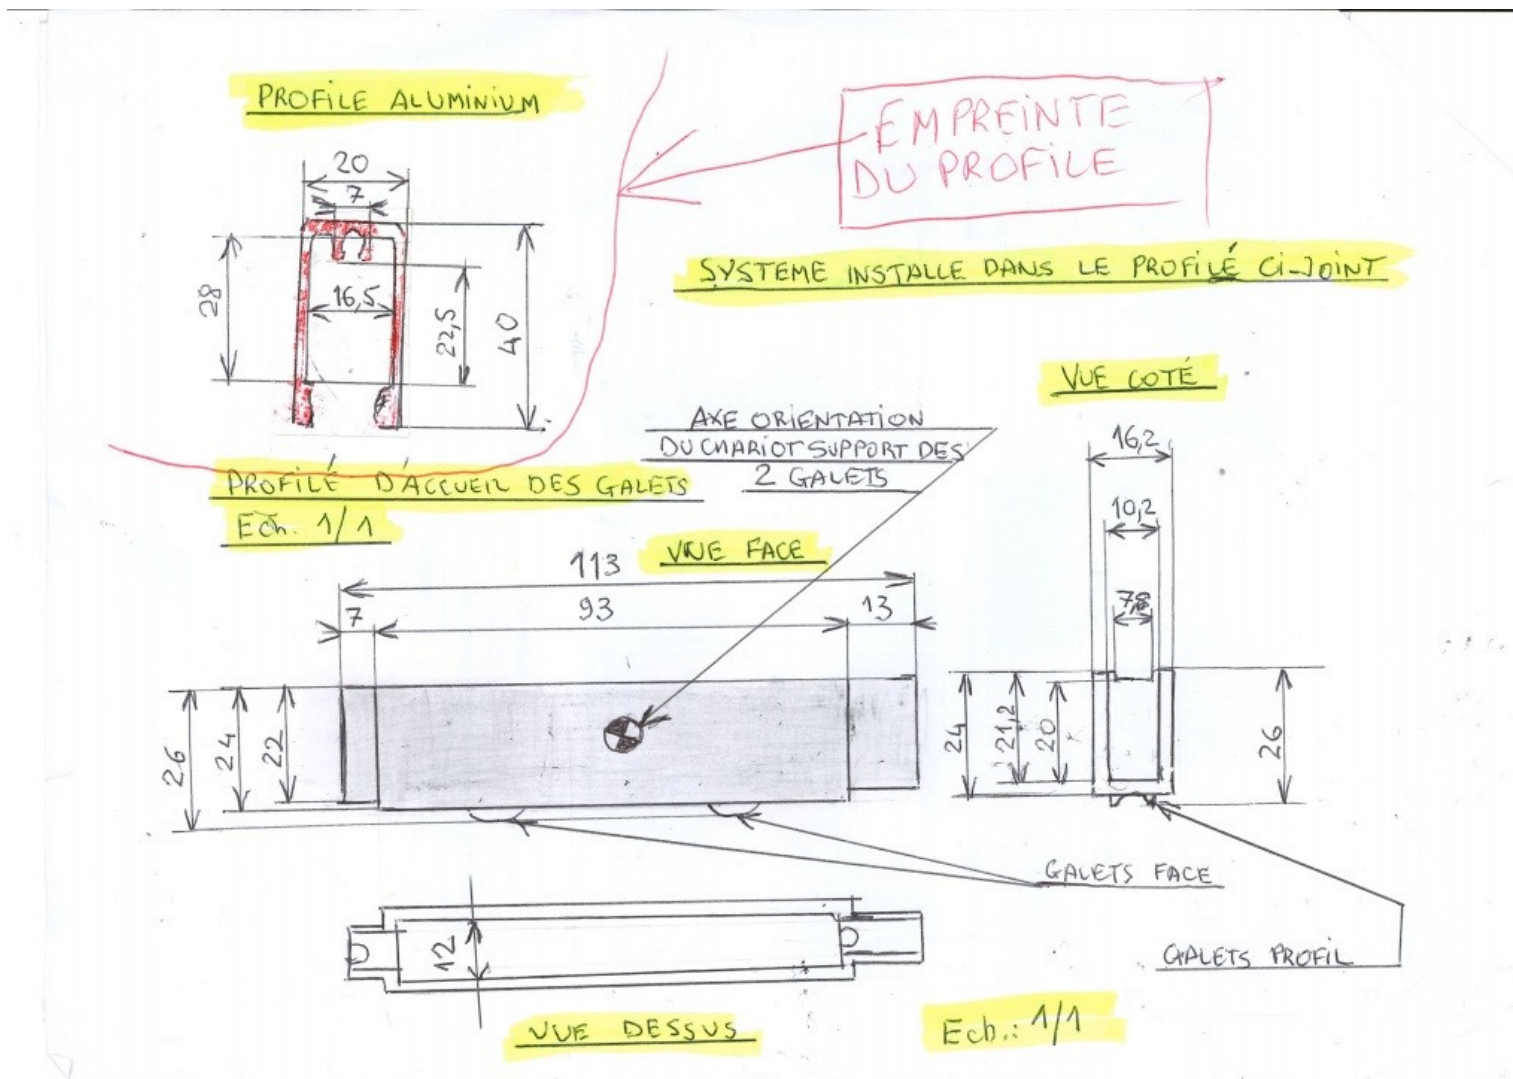 PROFILE ALUMINIUM
20
7
28
16,5
22,5
40
EMPREINTE
DU PROFILE
SYSTEME INSTALLE DANS LE PROFILÉ Ci-JOINT
PROFILÉ D'ACCUEIL DES GALETS
Ech. 1/1
AXE ORIENTATION
DU CHARIOT SUPPORT DES
2 GALETS
VUE COTÉ
16,2
10,2
7,8
24
21,2
20
26
VUE FACE
113
7
93
13
26
24
22
GALETS FACE
GALETS PROFIL
12
VUE DESSUS
Ech.: 1/1